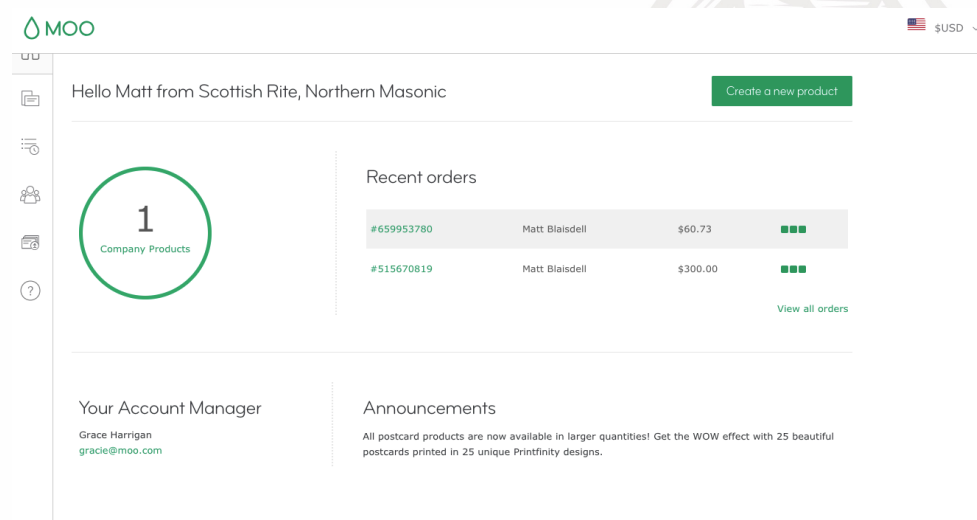 MOO
$USD
Hello Matt from Scottish Rite, Northern Masonic
Create a new product
1
Company Products
Recent orders
#659953780 Matt Blaisdell $60.73
#515670819 Matt Blaisdell $300.00
View all orders
Your Account Manager
Grace Harrigan
gracie@moo.com
Announcements
All postcard products are now available in larger quantities! Get the WOW effect with 25 beautiful
postcards printed in 25 unique Printfinity designs.
?